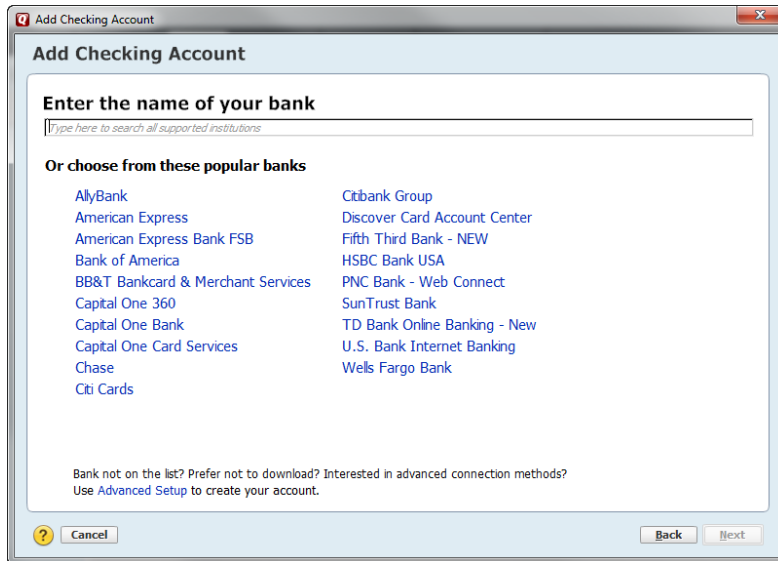 Add Checking Account
Add Checking Account
Enter the name of your bank
Type here to search all supported institutions
Or choose from these popular banks
AllyBank
American Express
American Express Bank FSB
Bank of America
BB&T Bankcard & Merchant Services
Capital One 360
Capital One Bank
Capital One Card Services
Chase
Citi Cards
Citibank Group
Discover Card Account Center
Fifth Third Bank - NEW
HSBC Bank USA
PNC Bank - Web Connect
SunTrust Bank
TD Bank Online Banking - New
U.S. Bank Internet Banking
Wells Fargo Bank
Bank not on the list? Prefer not to download? Interested in advanced connection methods?
Use Advanced Setup to create your account.
? Cancel Back Next